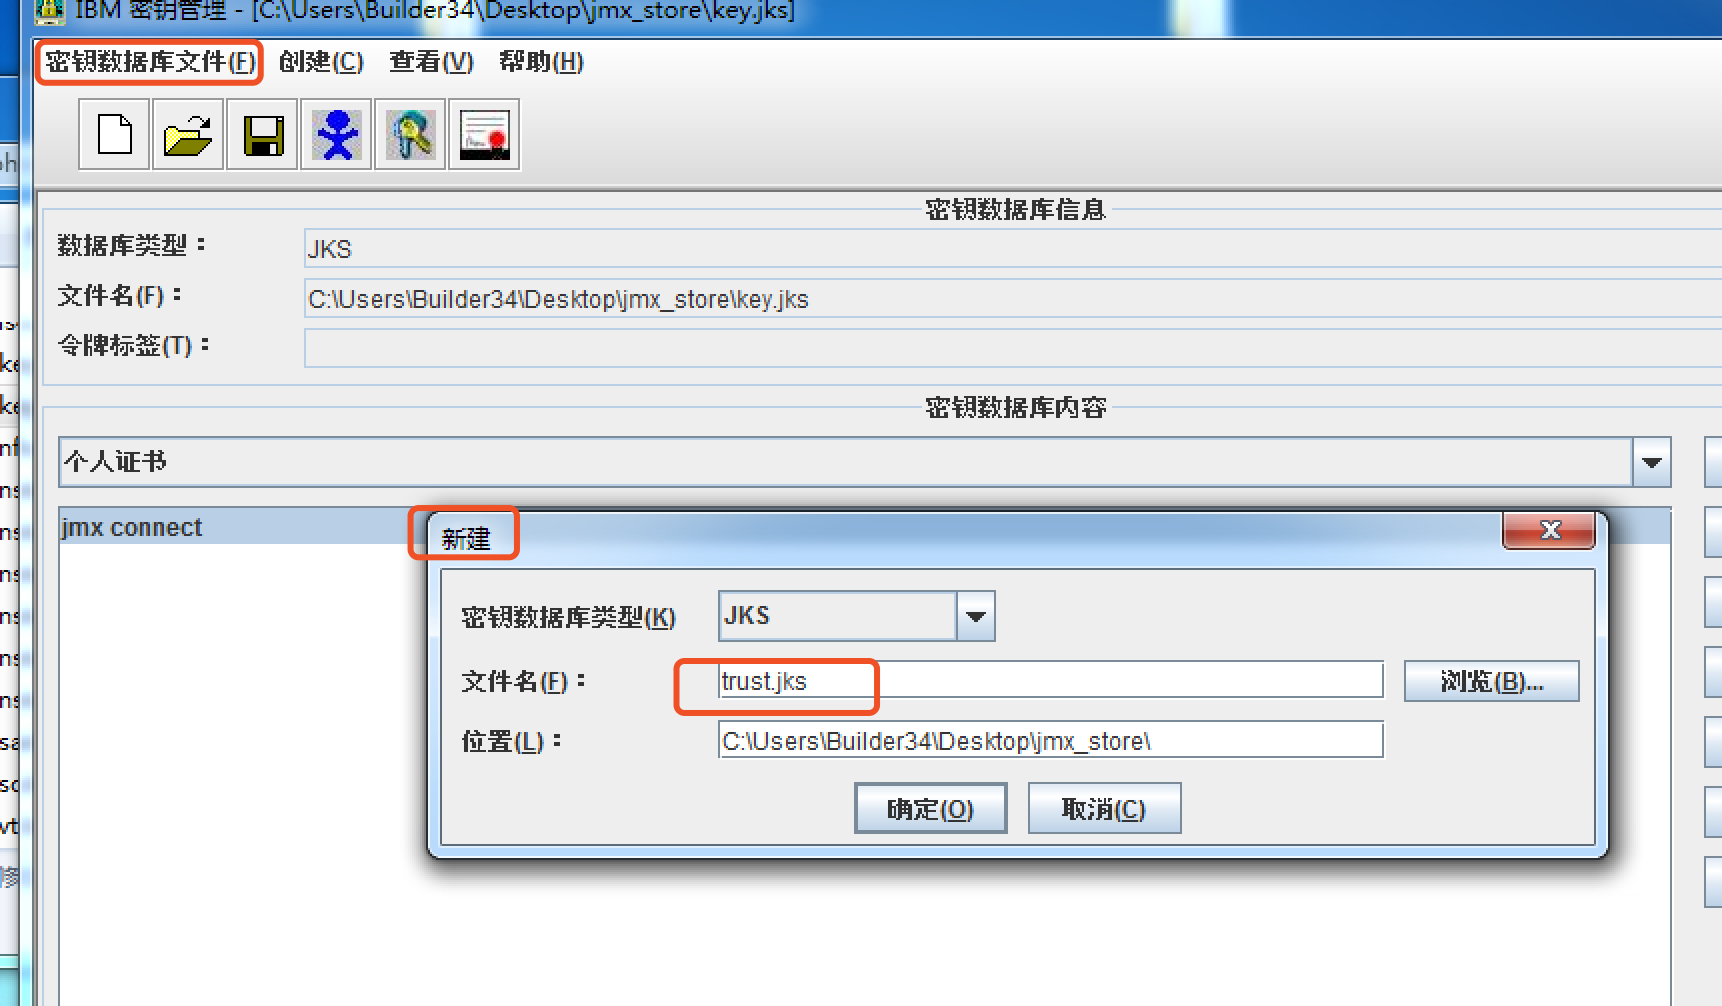 IBM 密钥管理 - [C:\Users\Builder34\Desktop\jmx_store\key.jks]
密钥数据库文件(F) 创建(C) 查看(V) 帮助(H)
密钥数据库信息
数据库类型：
JKS
文件名(F)：
C:\Users\Builder34\Desktop\jmx_store\key.jks
令牌标签(T)：
密钥数据库内容
个人证书
jmx connect
新建
密钥数据库类型(K)
JKS
文件名(F)：
trust.jks
浏览(B)...
位置(L)：
C:\Users\Builder34\Desktop\jmx_store\
确定(O)
取消(C)